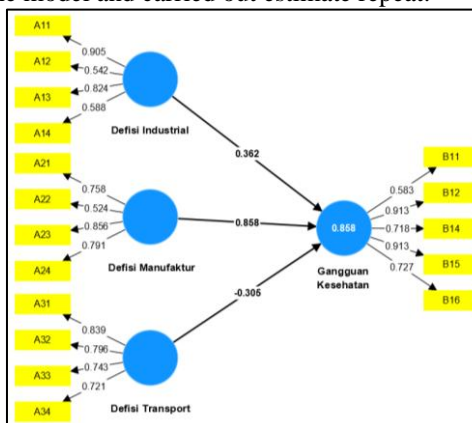 model and carried out estimate repeat.
A11
0.905
A12
0.542
A13
0.824
A14
0.588
Defisi Industrial
0.362
A21
0.758
A22
0.524
A23
0.856
A24
0.791
Defisi Manufaktur
0.858
A31
0.839
A32
0.796
A33
0.743
A34
0.721
Defisi Transport
-0.305
0.858
Gangguan
Kesehatan
B11
0.583
B12
0.913
B14
0.718
B15
0.913
B16
0.727